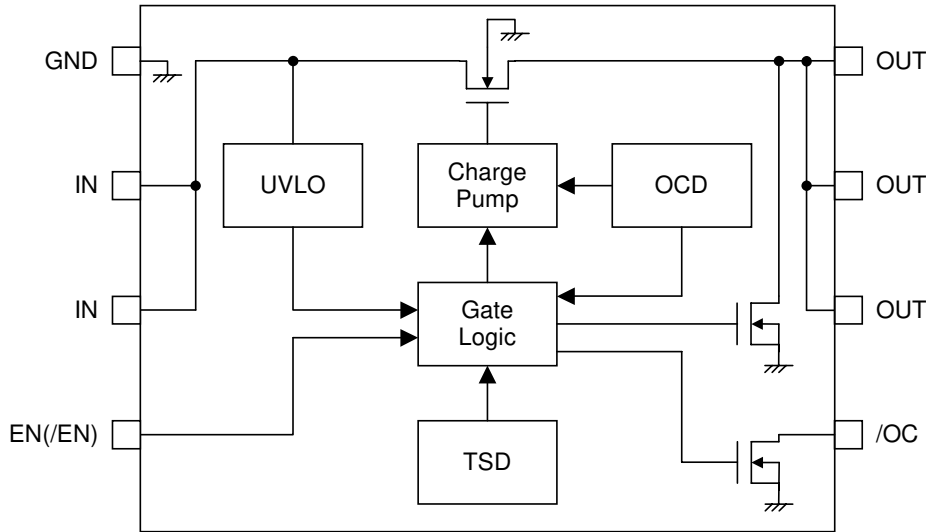 GND
OUT
IN
UVLO
Charge
Pump
OCD
OUT
IN
Gate
Logic
OUT
EN(/EN)
TSD
/OC